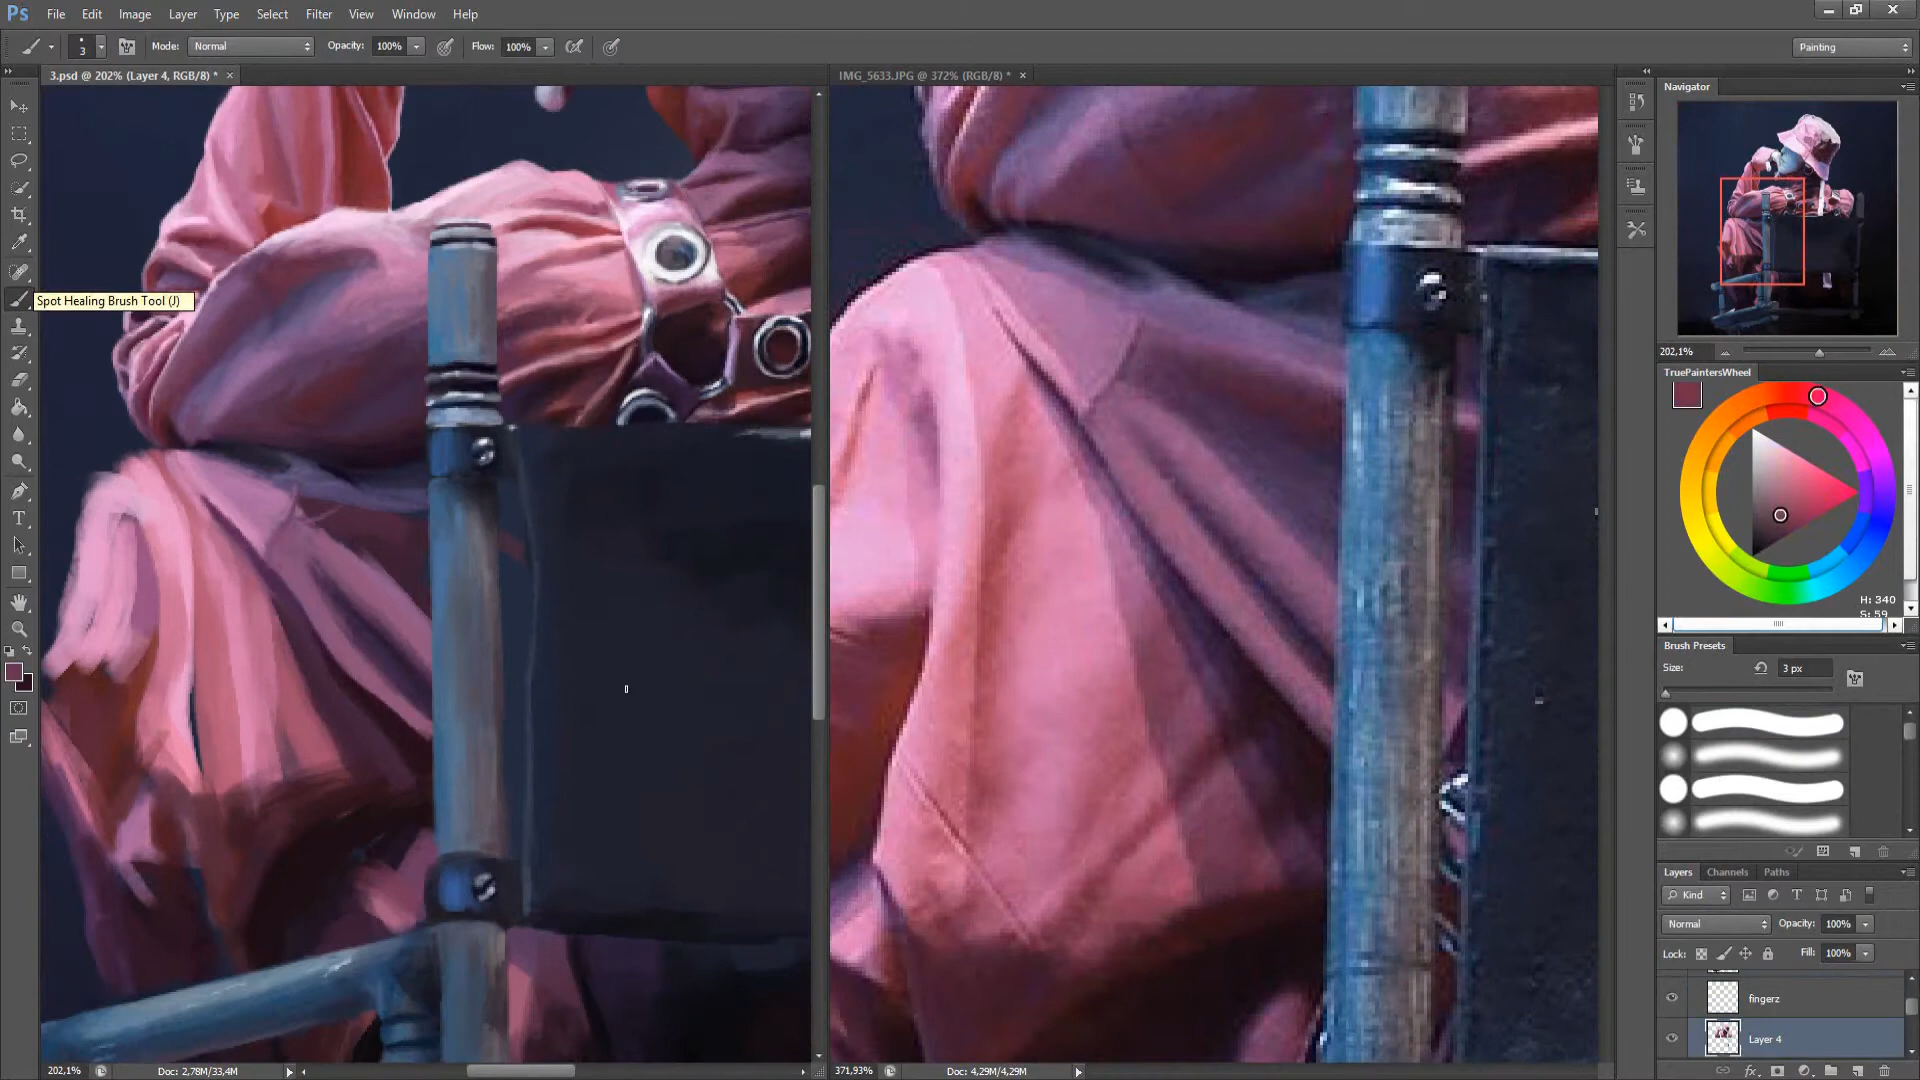 Ps File Edit Image Layer Type Select Filter View Window Help
3 Mode: Normal Opacity: 100% Flow: 100% Painting
3.psd @ 202% (Layer 4, RGB/8) * × IMG_5633.JPG @ 372% (RGB/8) * ×
Navigator
Spot Healing Brush Tool (J)
202,1%
TruePaintersWheel
T
H: 340
S: 59
Brush Presets
Size: 3 px
Layers Channels Paths
Kind
Normal Opacity: 100%
Lock: Fill: 100%
fingerz
Layer 4
202,1% Doc: 2,78M/33,4M 371,93% Doc: 4,29M/4,29M
fx